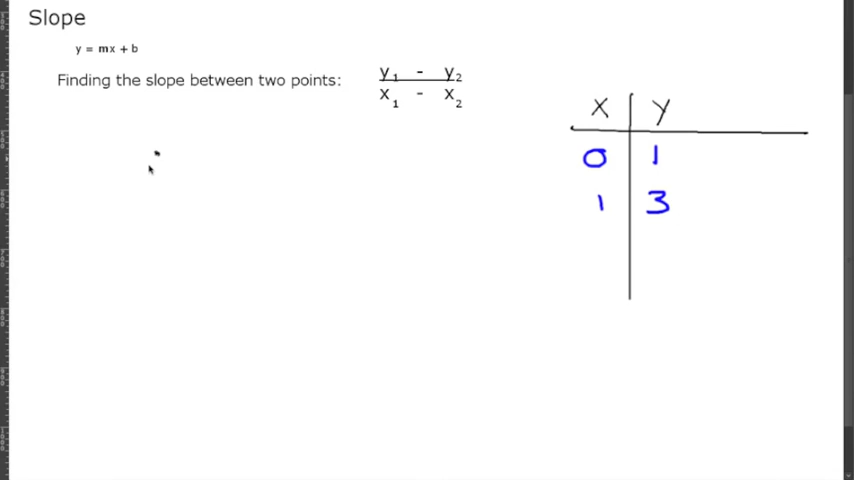 Slope
y = mx + b
Finding the slope between two points:
y₁ - y₂
x₁ - x₂
X Y
0 1
1 3